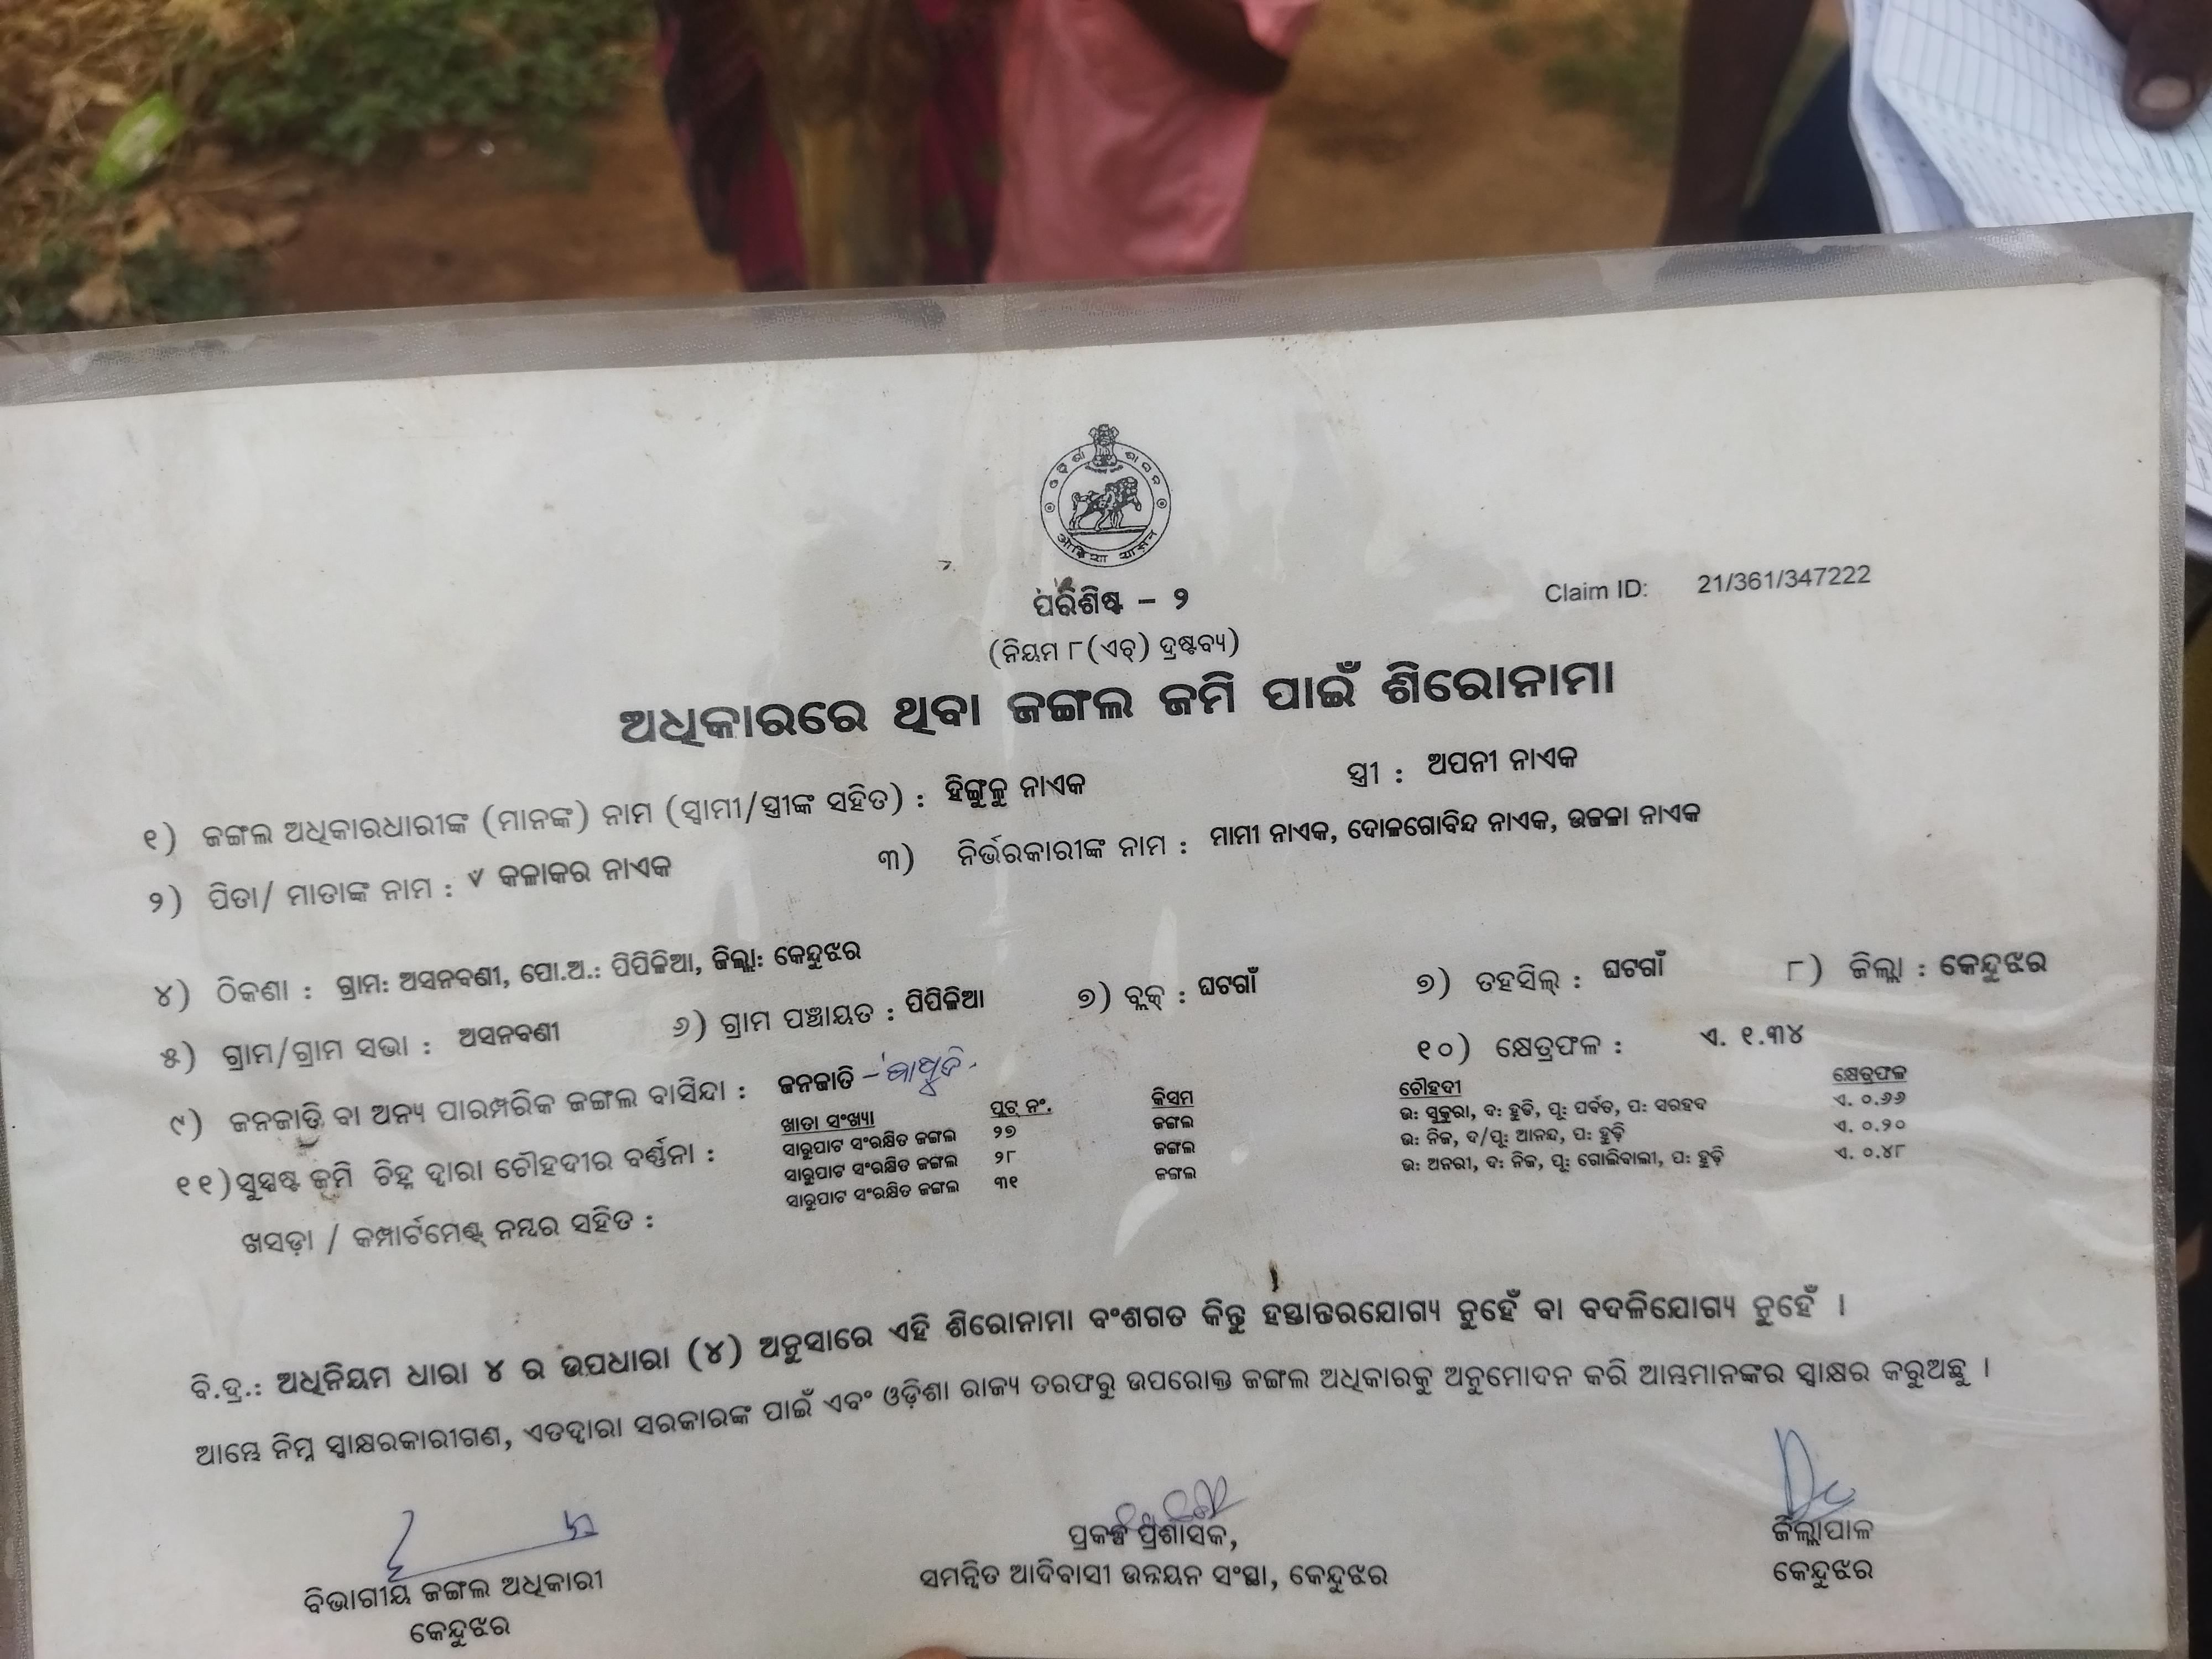 ଓଡ଼ିଶା ଶାସନ
ओड़िशा शासन
ପରିଶିଷ୍ଟ – ୨
Claim ID: 21/361/347222
(ନିୟମ ୮(ଏଚ୍) ଦ୍ରଷ୍ଟବ୍ୟ)
ଅଧିକାରରେ ଥିବା ଜଙ୍ଗଲ ଜମି ପାଇଁ ଶିରୋନାମା
୧) ଜଙ୍ଗଲ ଅଧିକାରଧାରୀଙ୍କ (ମାନଙ୍କ) ନାମ (ସ୍ୱାମୀ/ସ୍ତ୍ରୀଙ୍କ ସହିତ) : ହିଙ୍ଗୁଳୁ ନାଏକ ସ୍ତ୍ରୀ : ଅପନୀ ନାଏକ
୨) ପିତା/ ମାତାଙ୍କ ନାମ : କଳାକର ନାଏକ ୩) ନିର୍ଭରକାରୀଙ୍କ ନାମ : ମାମୀ ନାଏକ, ଦୋଳଗୋବିନ୍ଦ ନାଏକ, ଉଜଳା ନାଏକ
୪) ଠିକଣା : ଗ୍ରାମ: ଅସନବଣୀ, ପୋ.ଅ.: ପିପିଳିଆ, ଜିଲ୍ଲା: କେନ୍ଦୁଝର
୫) ଗ୍ରାମ/ଗ୍ରାମ ସଭା : ଅସନବଣୀ ୬) ଗ୍ରାମ ପଞ୍ଚାୟତ : ପିପିଳିଆ ୭) ବ୍ଲକ୍ : ଘଟଗାଁ ୭) ତହସିଲ୍ : ଘଟଗାଁ ୮) ଜିଲ୍ଲା : କେନ୍ଦୁଝର
୯) ଜନଜାତି ବା ଅନ୍ୟ ପାରମ୍ପରିକ ଜଙ୍ଗଲ ବାସିନ୍ଦା : ଜନଜାତି – ୧୦) କ୍ଷେତ୍ରଫଳ : ଏ. ୧.୩୪
୧୧) ସୁସ୍ପଷ୍ଟ ଜମି ଚିହ୍ନ ଦ୍ୱାରା ଚୌହଦୀର ବର୍ଣ୍ଣନା :
ଖସଡ଼ା / କମ୍ପାର୍ଟମେଣ୍ଟ୍ ନମ୍ବର ସହିତ :
ଖାତା ସଂଖ୍ୟା ପ୍ଲଟ୍ ନଂ. କିସମ ଚୌହଦୀ କ୍ଷେତ୍ରଫଳ
ସାରୁପାଟ ସଂରକ୍ଷିତ ଜଙ୍ଗଲ ୨୭ ଜଙ୍ଗଲ ଉ: ସୁକୁରା, ଦ: ହୁଡି, ପୂ: ପର୍ବତ, ପ: ସରହଦ ଏ. ୦.୬୬
ସାରୁପାଟ ସଂରକ୍ଷିତ ଜଙ୍ଗଲ ୨୮ ଜଙ୍ଗଲ ଉ: ନିଜ, ଦ/ପୂ: ଆନନ୍ଦ, ପ: ହୁଡ଼ି ଏ. ୦.୨୦
ସାରୁପାଟ ସଂରକ୍ଷିତ ଜଙ୍ଗଲ ୩୧ ଜଙ୍ଗଲ ଉ: ଅନରୀ, ଦ: ନିଜ, ପୂ: ଗୋଲିବାଲୀ, ପ: ହୁଡ଼ି ଏ. ୦.୪୮
ବି.ଦ୍ର.: ଅଧିନିୟମ ଧାରା ୪ ର ଉପଧାରା (୪) ଅନୁସାରେ ଏହି ଶିରୋନାମା ବଂଶଗତ କିନ୍ତୁ ହସ୍ତାନ୍ତରଯୋଗ୍ୟ ନୁହେଁ ବା ବଦଳିଯୋଗ୍ୟ ନୁହେଁ ।
ଆମ୍ଭେ ନିମ୍ନ ସ୍ୱାକ୍ଷରକାରୀଗଣ, ଏତଦ୍ୱାରା ସରକାରଙ୍କ ପାଇଁ ଏବଂ ଓଡ଼ିଶା ରାଜ୍ୟ ତରଫରୁ ଉପରୋକ୍ତ ଜଙ୍ଗଲ ଅଧିକାରକୁ ଅନୁମୋଦନ କରି ଆମ୍ଭମାନଙ୍କର ସ୍ୱାକ୍ଷର କରୁଅଛୁ ।
ବିଭାଗୀୟ ଜଙ୍ଗଲ ଅଧିକାରୀ
କେନ୍ଦୁଝର
ପ୍ରକଳ୍ପ ପ୍ରଶାସକ,
ସମନ୍ୱିତ ଆଦିବାସୀ ଉନ୍ନୟନ ସଂସ୍ଥା, କେନ୍ଦୁଝର
ଜିଲ୍ଲାପାଳ
କେନ୍ଦୁଝର